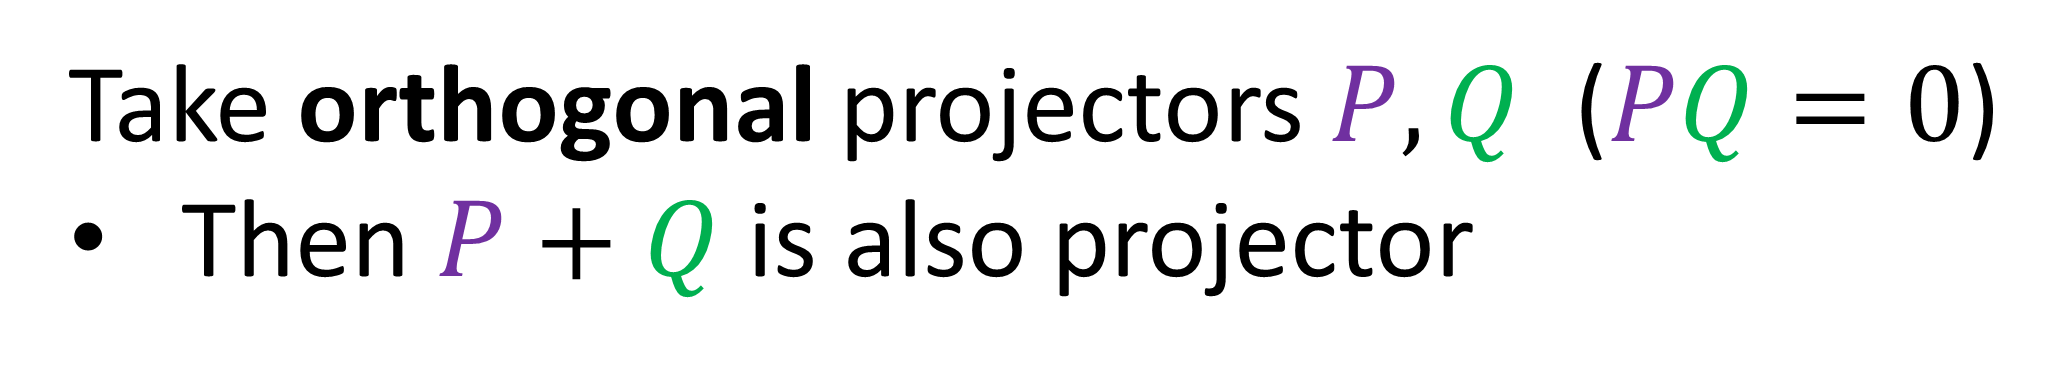 Take orthogonal projectors P, Q (PQ = 0)
• Then P + Q is also projector